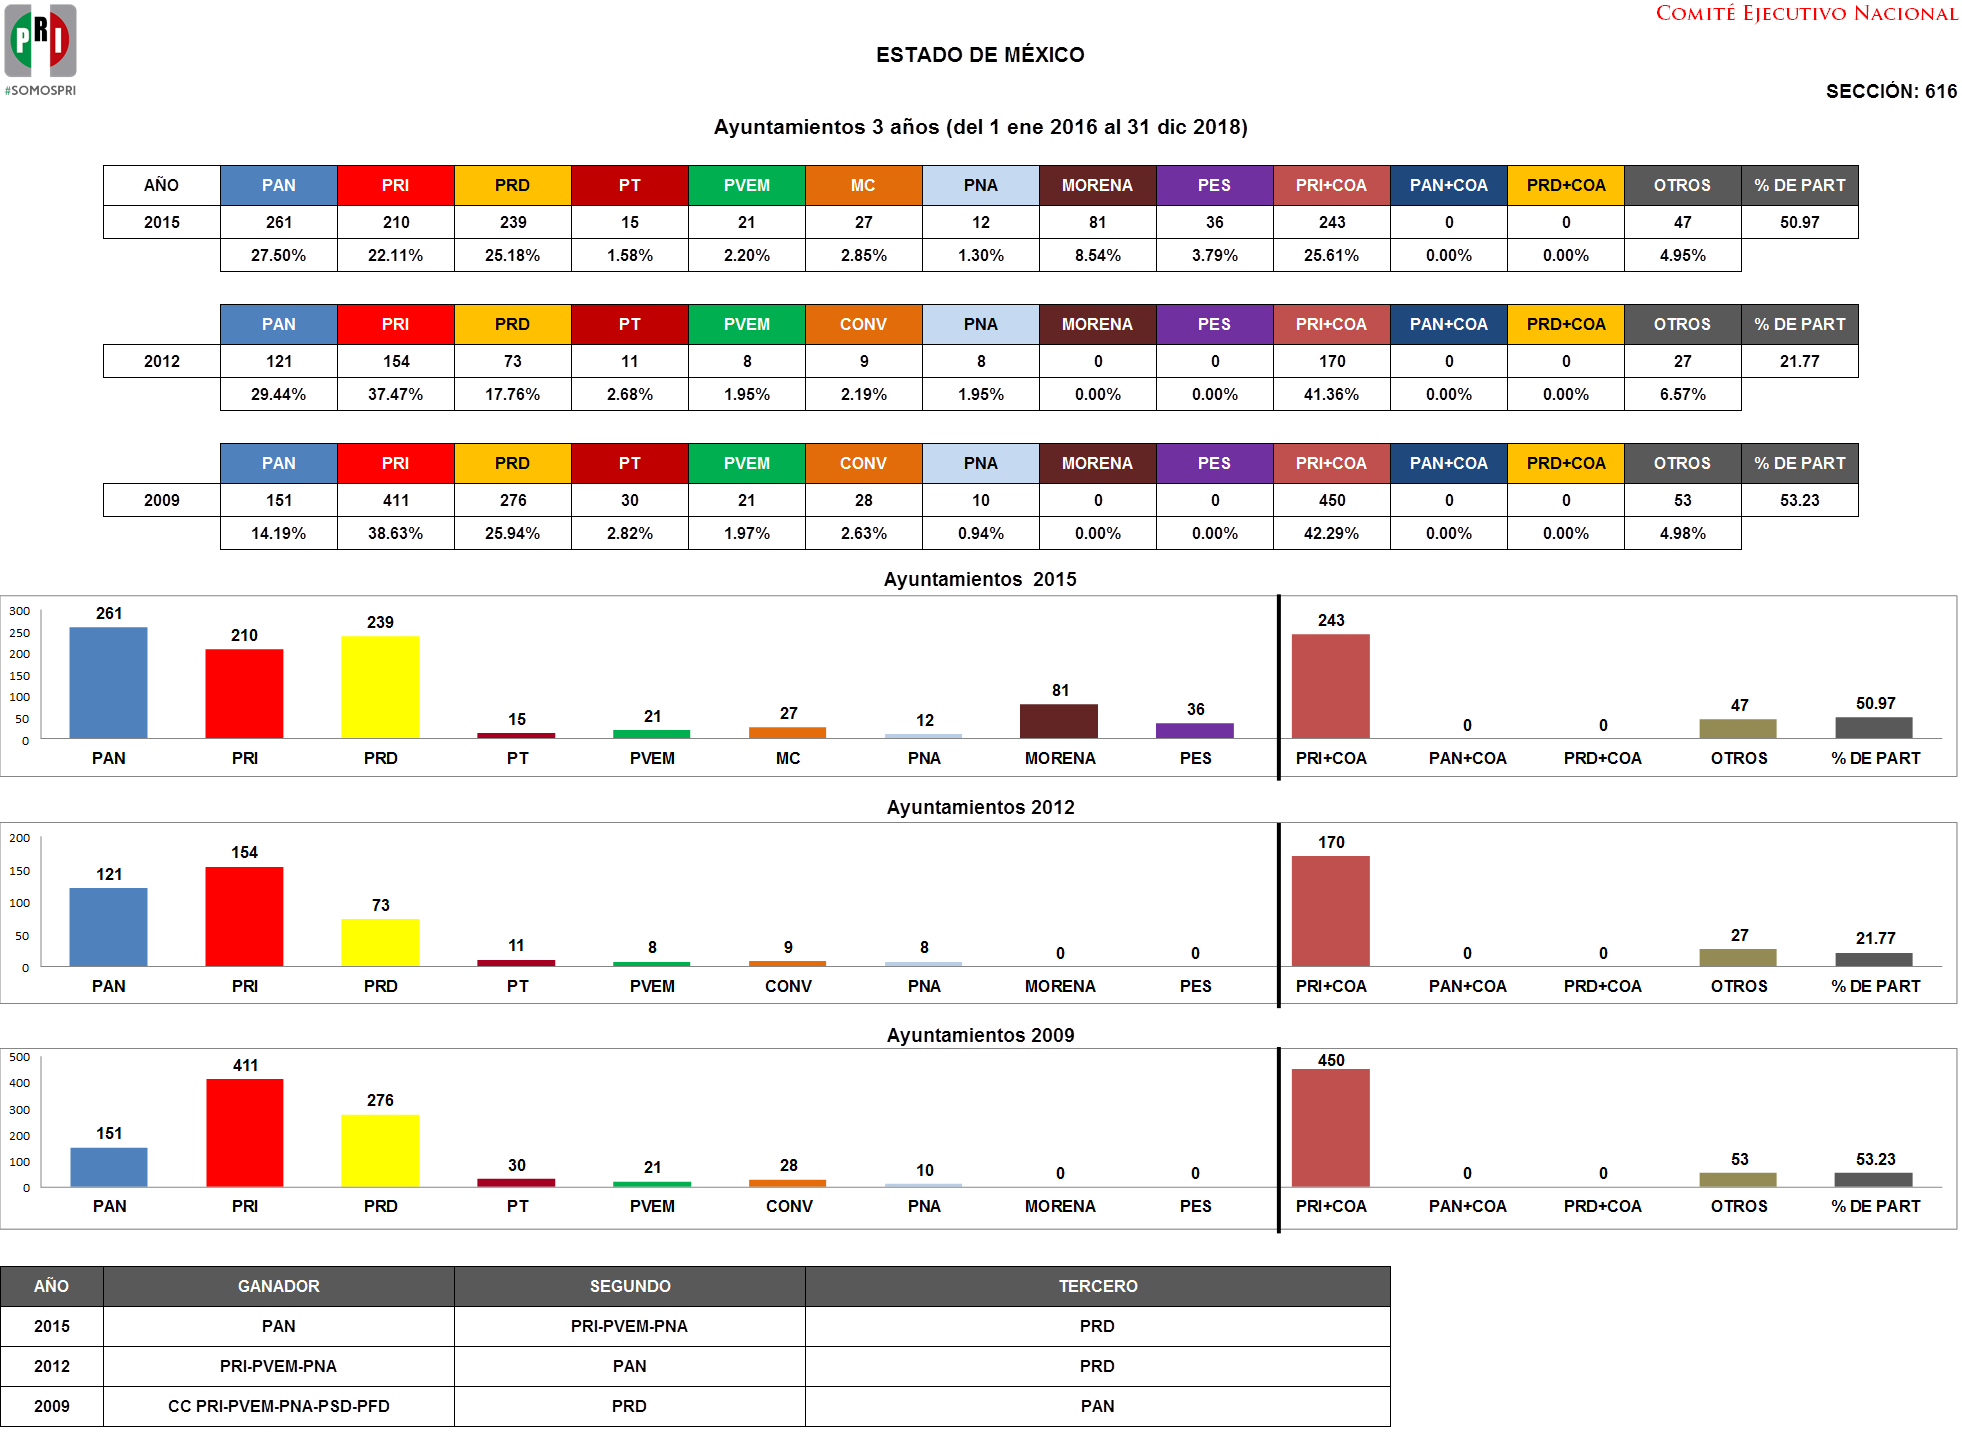 PRI
#SOMOSPRI
COMITÉ EJECUTIVO NACIONAL
ESTADO DE MÉXICO
SECCIÓN: 616
Ayuntamientos 3 años (del 1 ene 2016 al 31 dic 2018)
AÑO PAN PRI PRD PT PVEM MC PNA MORENA PES PRI+COA PAN+COA PRD+COA OTROS % DE PART
2015 261 210 239 15 21 27 12 81 36 243 0 0 47 50.97
27.50% 22.11% 25.18% 1.58% 2.20% 2.85% 1.30% 8.54% 3.79% 25.61% 0.00% 0.00% 4.95%
PAN PRI PRD PT PVEM CONV PNA MORENA PES PRI+COA PAN+COA PRD+COA OTROS % DE PART
2012 121 154 73 11 8 9 8 0 0 170 0 0 27 21.77
29.44% 37.47% 17.76% 2.68% 1.95% 2.19% 1.95% 0.00% 0.00% 41.36% 0.00% 0.00% 6.57%
PAN PRI PRD PT PVEM CONV PNA MORENA PES PRI+COA PAN+COA PRD+COA OTROS % DE PART
2009 151 411 276 30 21 28 10 0 0 450 0 0 53 53.23
14.19% 38.63% 25.94% 2.82% 1.97% 2.63% 0.94% 0.00% 0.00% 42.29% 0.00% 0.00% 4.98%
Ayuntamientos 2015
300
250
200
150
100
50
0
261 210 239 15 21 27 12 81 36 243 0 0 47 50.97
PAN PRI PRD PT PVEM MC PNA MORENA PES PRI+COA PAN+COA PRD+COA OTROS % DE PART
Ayuntamientos 2012
200
150
100
50
0
121 154 73 11 8 9 8 0 0 170 0 0 27 21.77
PAN PRI PRD PT PVEM CONV PNA MORENA PES PRI+COA PAN+COA PRD+COA OTROS % DE PART
Ayuntamientos 2009
500
400
300
200
100
0
151 411 276 30 21 28 10 0 0 450 0 0 53 53.23
PAN PRI PRD PT PVEM CONV PNA MORENA PES PRI+COA PAN+COA PRD+COA OTROS % DE PART
AÑO GANADOR SEGUNDO TERCERO
2015 PAN PRI-PVEM-PNA PRD
2012 PRI-PVEM-PNA PAN PRD
2009 CC PRI-PVEM-PNA-PSD-PFD PRD PAN